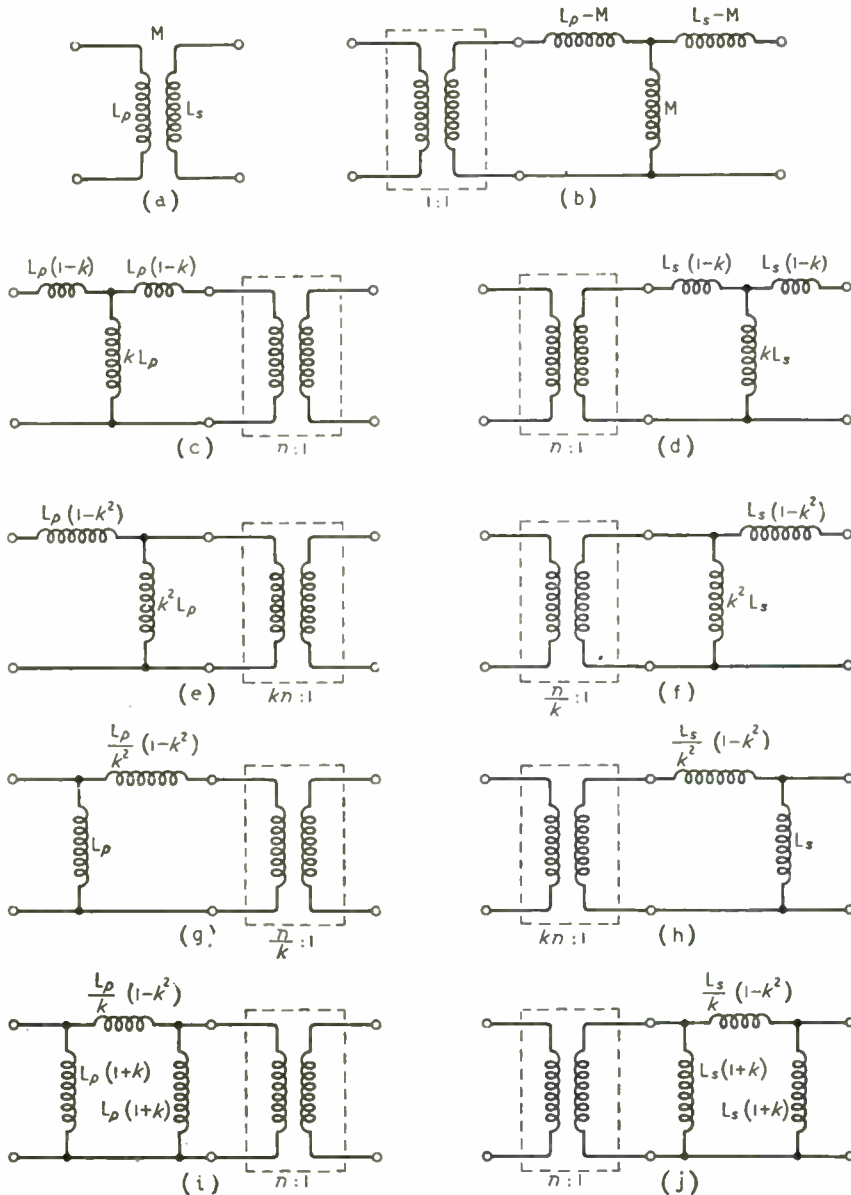 M
Lₚ Lₛ
(a)
Lₚ–M Lₛ–M
M
1:1
(b)
Lₚ(1–k) Lₚ(1–k)
kLₚ
(c)
n:1
Lₛ(1–k) Lₛ(1–k)
kLₛ
n:1
(d)
Lₚ(1–k²)
k²Lₚ
(e)
kn:1
Lₛ(1–k²)
k²Lₛ
n/k :1
(f)
Lₚ/k² (1–k²)
Lₚ
(g)
n/k :1
Lₛ/k² (1–k²)
Lₛ
kn:1
(h)
Lₚ/k (1–k²)
Lₚ(1+k)
Lₚ(1+k)
(i)
n:1
Lₛ/k (1–k²)
Lₛ(1+k)
Lₛ(1+k)
n:1
(j)